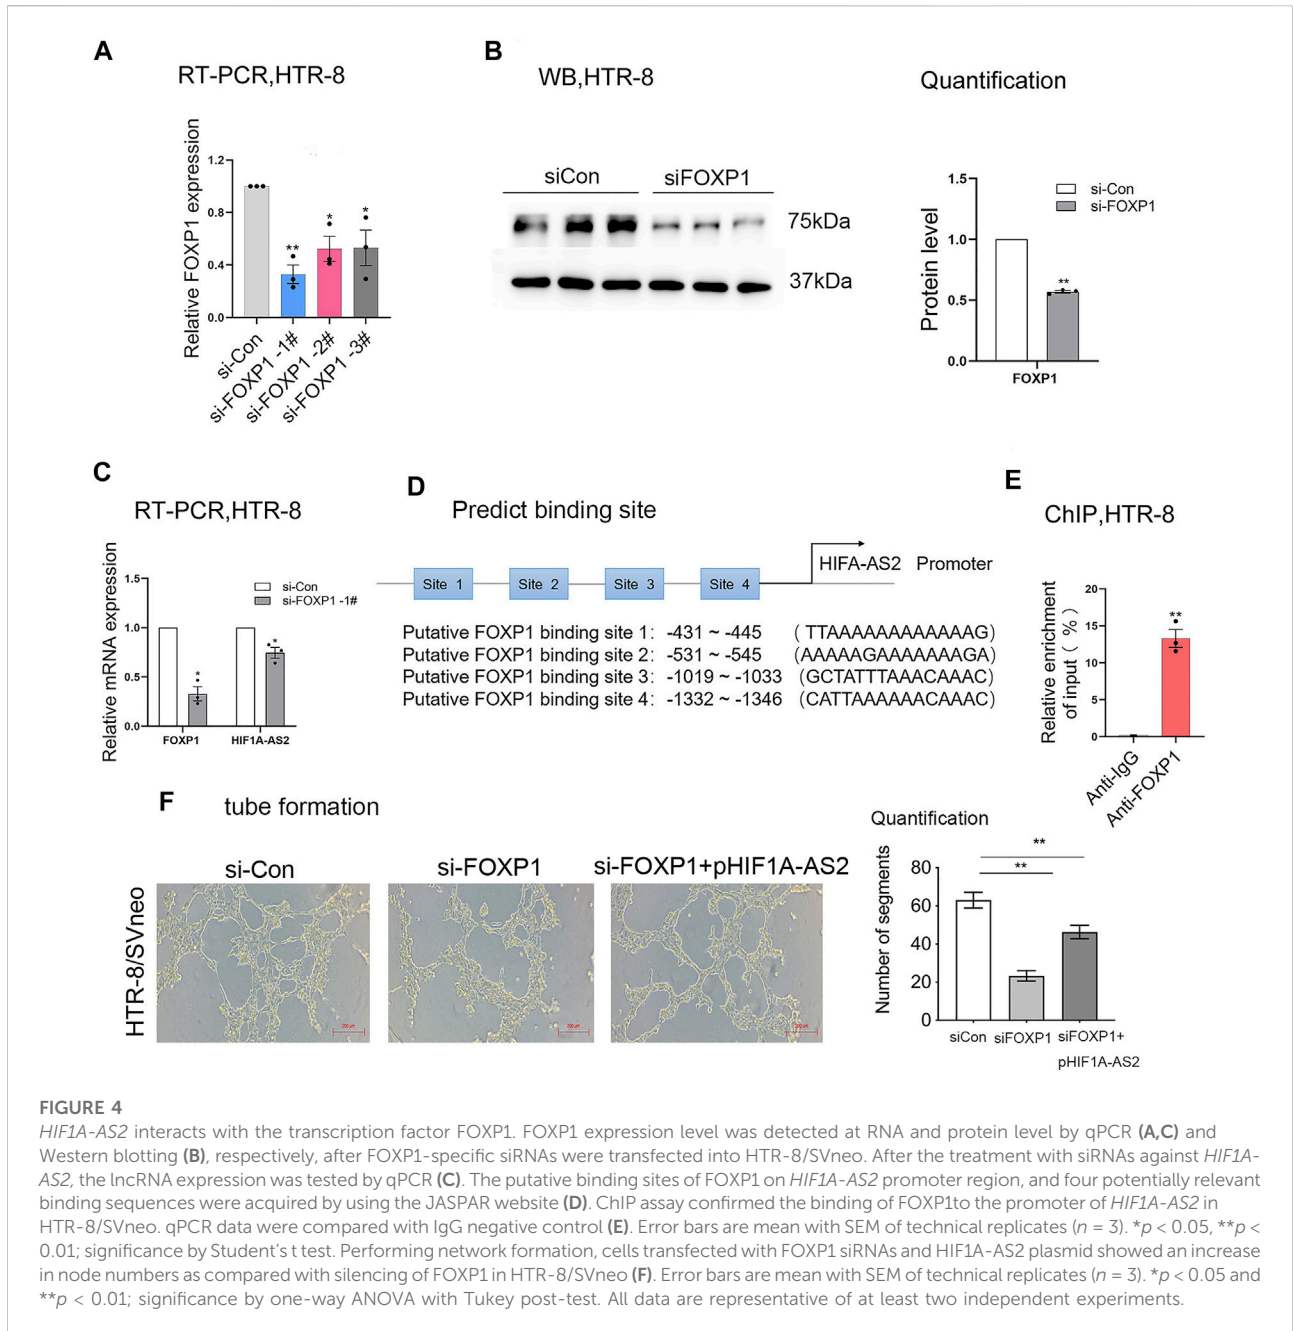 A
RT-PCR,HTR-8
Relative FOXP1 expression
1.2
0.8
0.4
0.0
**
*
*
si-Con
si-FOXP1 -1#
si-FOXP1 -2#
si-FOXP1 -3#
B
WB,HTR-8
siCon
siFOXP1
75kDa
37kDa
Quantification
Protein level
1.5
1.0
0.5
0.0
si-Con
si-FOXP1
**
FOXP1
C
RT-PCR,HTR-8
Relative mRNA expression
1.5
1.0
0.5
0.0
si-Con
si-FOXP1 -1#
*
*
FOXP1
HIF1A-AS2
D
Predict binding site
Site 1
Site 2
Site 3
Site 4
HIFA-AS2
Promoter
Putative FOXP1 binding site 1: -431 ~ -445 (TTAAAAAAAAAAAAG)
Putative FOXP1 binding site 2: -531 ~ -545 (AAAAAGAAAAAAAGA)
Putative FOXP1 binding site 3: -1019 ~ -1033 (GCTATTTAAACAAAC)
Putative FOXP1 binding site 4: -1332 ~ -1346 (CATTAAAAAACAAAC)
E
ChIP,HTR-8
Relative enrichment
of input ( % )
20
15
10
5
0
**
Anti-IgG
Anti-FOXP1
F
tube formation
si-Con
si-FOXP1
si-FOXP1+pHIF1A-AS2
HTR-8/SVneo
200 μm
200 μm
200 μm
Quantification
Number of segments
80
60
40
20
0
**
**
siCon
siFOXP1
siFOXP1+
pHIF1A-AS2
FIGURE 4
HIF1A-AS2 interacts with the transcription factor FOXP1. FOXP1 expression level was detected at RNA and protein level by qPCR (A,C) and
Western blotting (B), respectively, after FOXP1-specific siRNAs were transfected into HTR-8/SVneo. After the treatment with siRNAs against HIF1A-
AS2, the lncRNA expression was tested by qPCR (C). The putative binding sites of FOXP1 on HIF1A-AS2 promoter region, and four potentially relevant
binding sequences were acquired by using the JASPAR website (D). ChIP assay confirmed the binding of FOXP1to the promoter of HIF1A-AS2 in
HTR-8/SVneo. qPCR data were compared with IgG negative control (E). Error bars are mean with SEM of technical replicates (n = 3). *p < 0.05, **p <
0.01; significance by Student's t test. Performing network formation, cells transfected with FOXP1 siRNAs and HIF1A-AS2 plasmid showed an increase
in node numbers as compared with silencing of FOXP1 in HTR-8/SVneo (F). Error bars are mean with SEM of technical replicates (n = 3). *p < 0.05 and
**p < 0.01; significance by one-way ANOVA with Tukey post-test. All data are representative of at least two independent experiments.